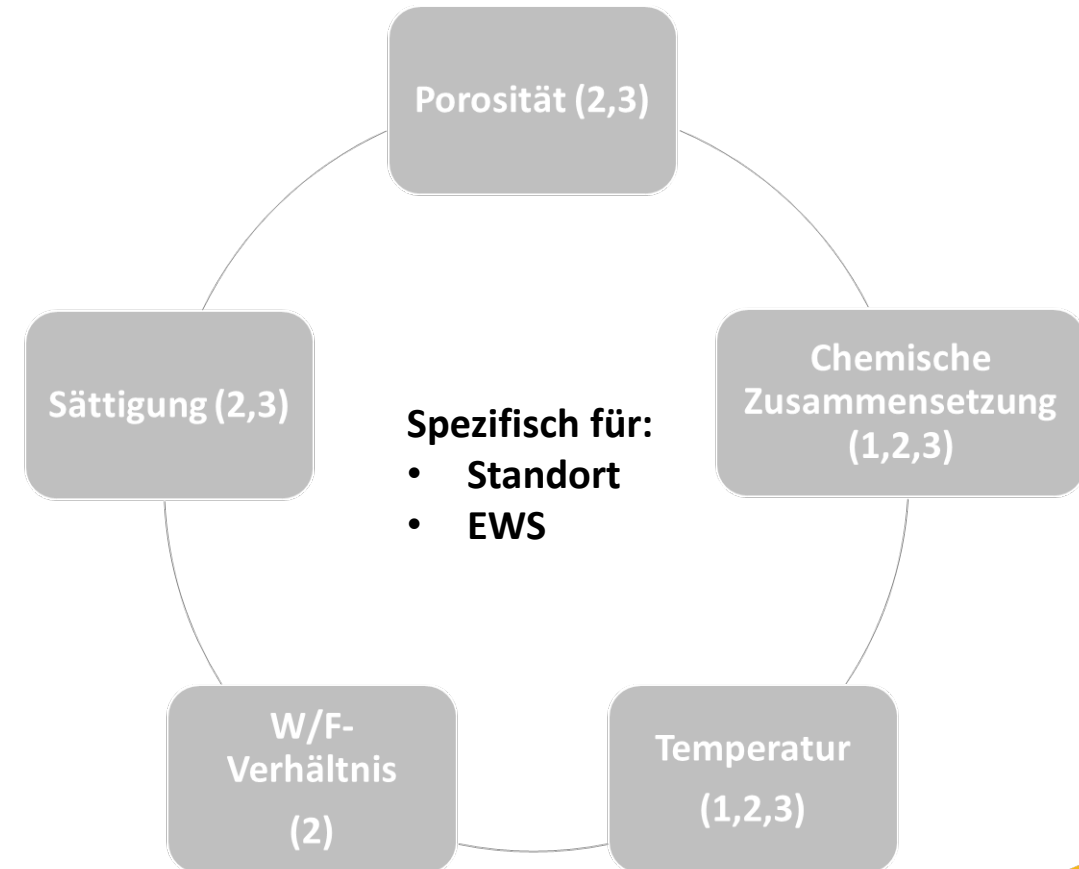 Porosität (2,3)
Chemische
Zusammensetzung
(1,2,3)
Sättigung (2,3)
Spezifisch für:
• Standort
• EWS
W/F-
Verhältnis
(2)
Temperatur
(1,2,3)